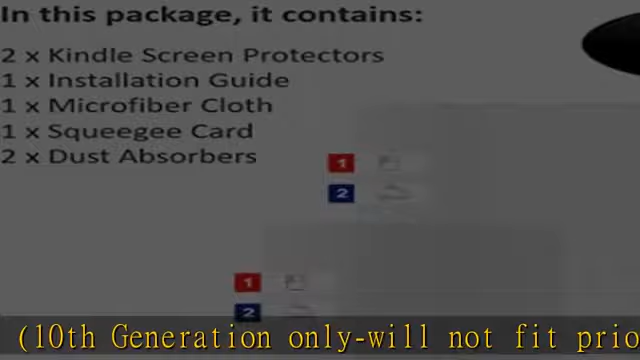 In this package, it contains:
2 x Kindle Screen Protectors
1 x Installation Guide
1 x Microfiber Cloth
1 x Squeegee Card
2 x Dust Absorbers
1
2
1
2
(10th Generation only-will not fit prio